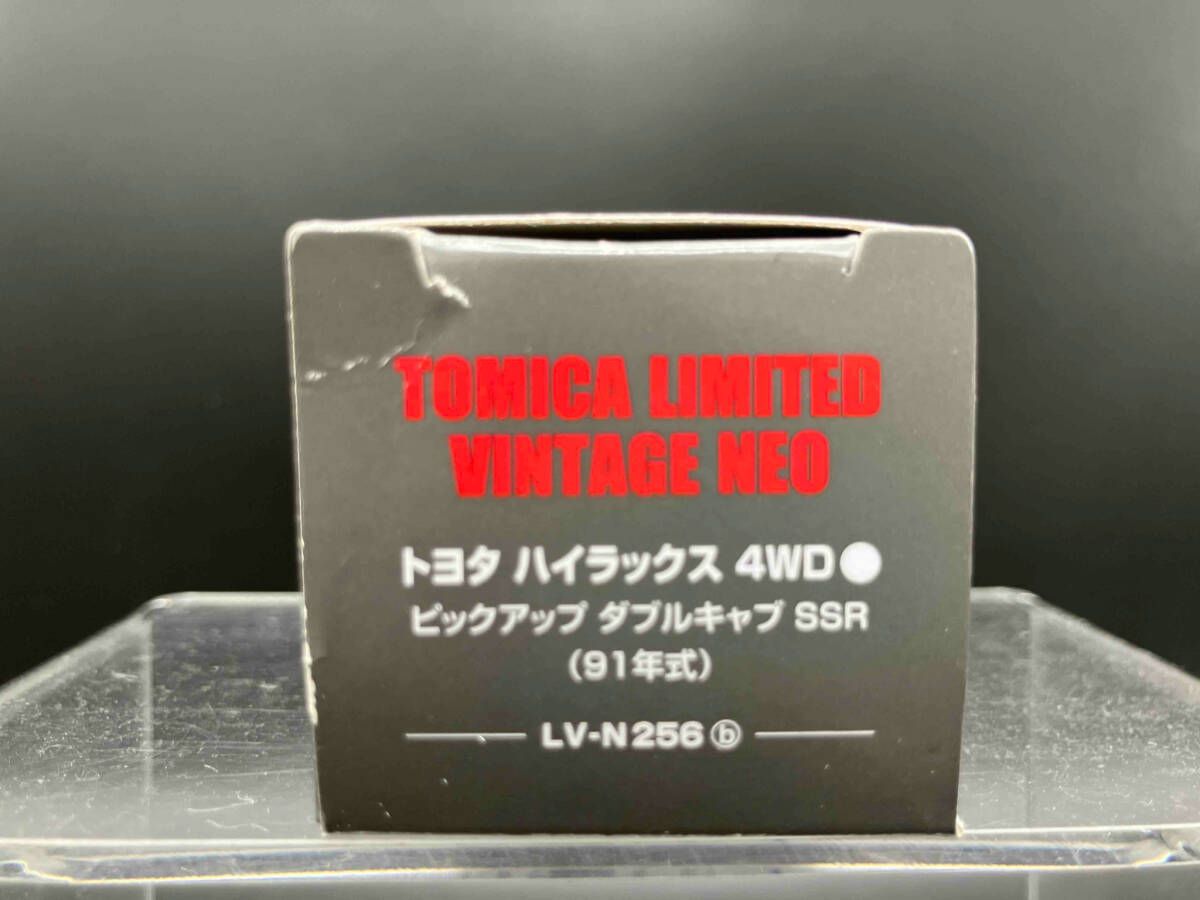 TOMICA LIMITED
VINTAGE NEO
トヨタ ハイラックス 4WD
ピックアップ ダブルキャブ SSR
(91年式)
LV-N256ⓑ